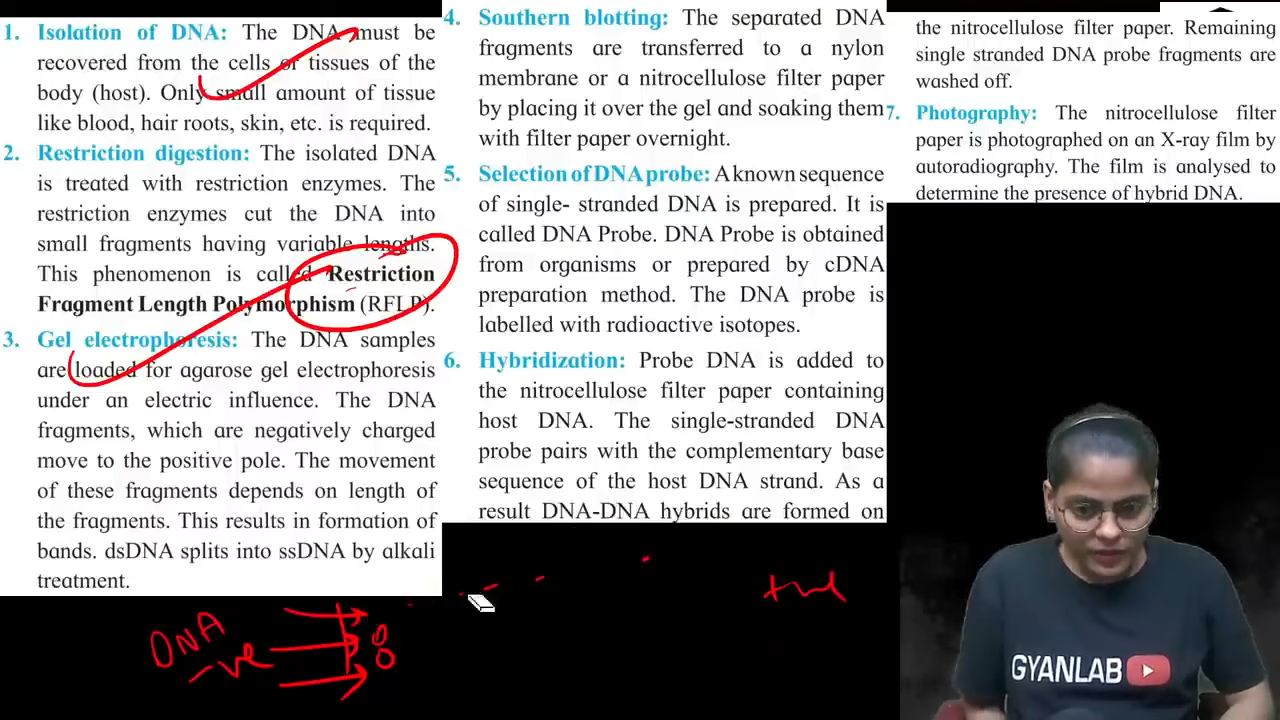 1. Isolation of DNA: The DNA must be
recovered from the cells or tissues of the
body (host). Only small amount of tissue
like blood, hair roots, skin, etc. is required.
2. Restriction digestion: The isolated DNA
is treated with restriction enzymes. The
restriction enzymes cut the DNA into
small fragments having variable lengths.
This phenomenon is called Restriction
Fragment Length Polymorphism (RFLP).
3. Gel electrophoresis: The DNA samples
are loaded for agarose gel electrophoresis
under an electric influence. The DNA
fragments, which are negatively charged
move to the positive pole. The movement
of these fragments depends on length of
the fragments. This results in formation of
bands. dsDNA splits into ssDNA by alkali
treatment.
4. Southern blotting: The separated DNA
fragments are transferred to a nylon
membrane or a nitrocellulose filter paper
by placing it over the gel and soaking them
with filter paper overnight.
5. Selection of DNA probe: A known sequence
of single- stranded DNA is prepared. It is
called DNA Probe. DNA Probe is obtained
from organisms or prepared by cDNA
preparation method. The DNA probe is
labelled with radioactive isotopes.
6. Hybridization: Probe DNA is added to
the nitrocellulose filter paper containing
host DNA. The single-stranded DNA
probe pairs with the complementary base
sequence of the host DNA strand. As a
result DNA-DNA hybrids are formed on
the nitrocellulose filter paper. Remaining
single stranded DNA probe fragments are
washed off.
7. Photography: The nitrocellulose filter
paper is photographed on an X-ray film by
autoradiography. The film is analysed to
determine the presence of hybrid DNA.
DNA
-ve
+ve
GYANLAB